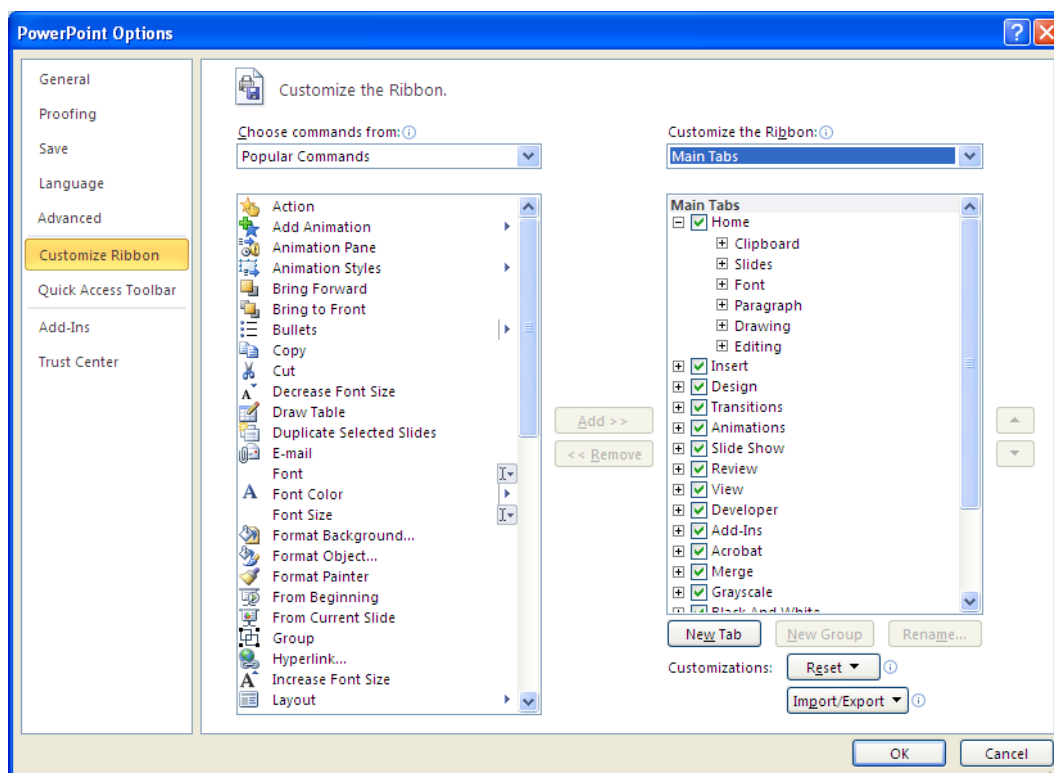 PowerPoint Options
General
Proofing
Save
Language
Advanced
Customize Ribbon
Quick Access Toolbar
Add-Ins
Trust Center
Customize the Ribbon.
Choose commands from:
Popular Commands
Action
Add Animation
Animation Pane
Animation Styles
Bring Forward
Bring to Front
Bullets
Copy
Cut
Decrease Font Size
Draw Table
Duplicate Selected Slides
E-mail
Font
Font Color
Font Size
Format Background...
Format Object...
Format Painter
From Beginning
From Current Slide
Group
Hyperlink...
Increase Font Size
Layout
Add >>
<< Remove
Customize the Ribbon:
Main Tabs
Main Tabs
Home
Clipboard
Slides
Font
Paragraph
Drawing
Editing
Insert
Design
Transitions
Animations
Slide Show
Review
View
Developer
Add-Ins
Acrobat
Merge
Grayscale
Black And White
New Tab
New Group
Rename...
Customizations:
Reset
Import/Export
OK
Cancel